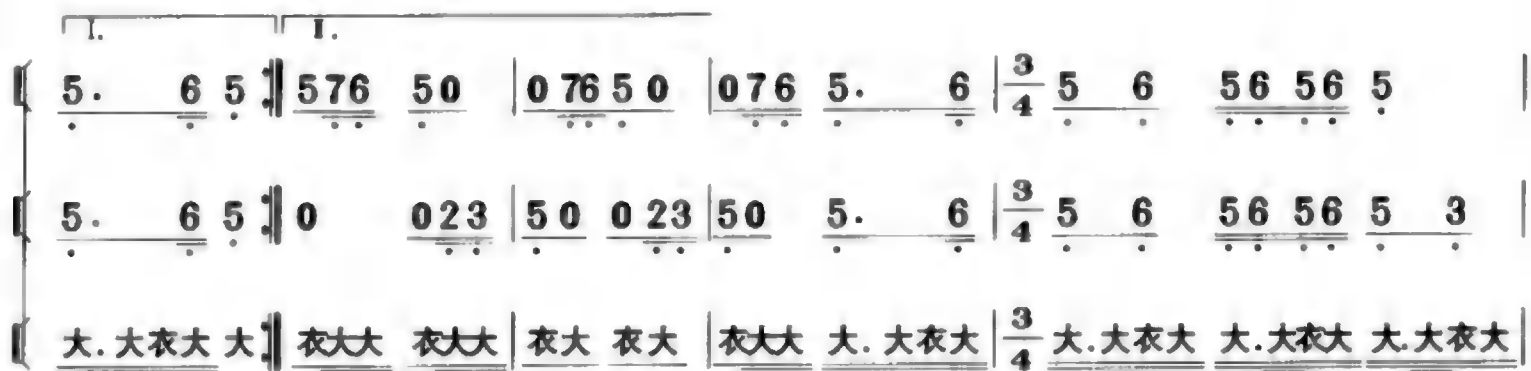 I. II.
5. 6 5 :‖ 576 50 | 0 76 5 0 | 076 5. 6 | 3/4 5 6 56 56 5 |
5. 6 5 :‖ 0 023 | 50 023 | 50 5. 6 | 3/4 5 6 56 56 5 3 |
大.大衣大 大 :‖ 衣大大 衣大大 | 衣大 衣大 | 衣大大 大.大衣大 | 3/4 大.大衣大 大.大衣大 大.大衣大 |